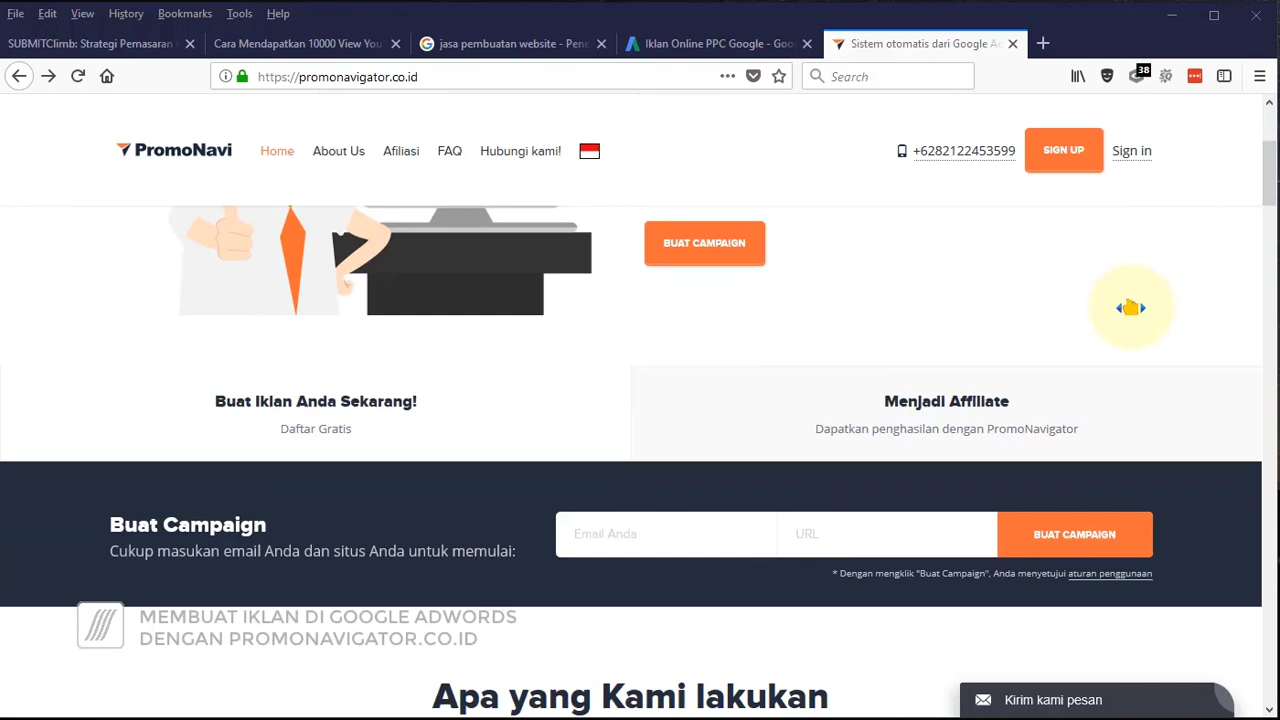 File Edit View History Bookmarks Tools Help
SUBMITClimb: Strategi Pemasaran
Cara Mendapatkan 10000 View You
jasa pembuatan website - Pene
Iklan Online PPC Google - Goo
Sistem otomatis dari Google Ad
https://promonavigator.co.id
Search
38
PromoNavi Home About Us Afiliasi FAQ Hubungi kami! +6282122453599 SIGN UP Sign in
BUAT CAMPAIGN
Buat Iklan Anda Sekarang!
Daftar Gratis
Menjadi Affiliate
Dapatkan penghasilan dengan PromoNavigator
Buat Campaign
Cukup masukan email Anda dan situs Anda untuk memulai:
Email Anda URL BUAT CAMPAIGN
* Dengan mengklik "Buat Campaign", Anda menyetujui aturan penggunaan
MEMBUAT IKLAN DI GOOGLE ADWORDS
DENGAN PROMONAVIGATOR.CO.ID
Apa yang Kami lakukan
Kirim kami pesan